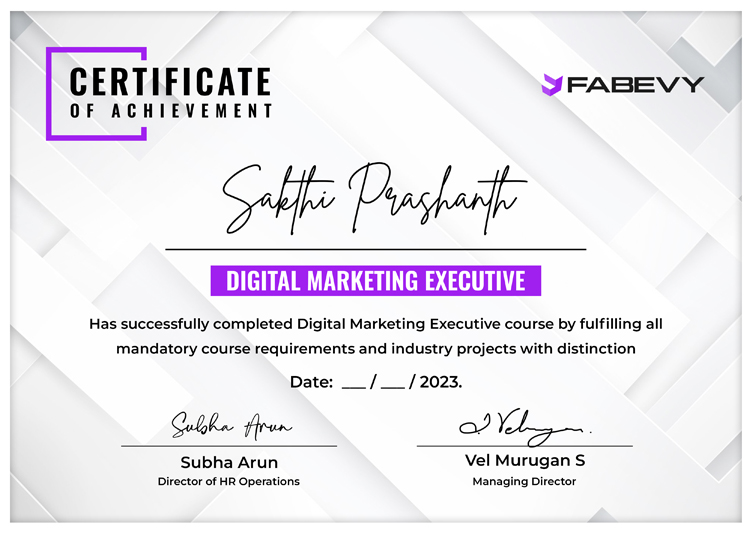 CERTIFICATE
OF ACHIEVEMENT
FABEVY
Sakthi Prashanth
DIGITAL MARKETING EXECUTIVE
Has successfully completed Digital Marketing Executive course by fulfilling all
mandatory course requirements and industry projects with distinction
Date: ___ / ___ / 2023.
Subha Arun
Subha Arun
Director of HR Operations
Vel Murugan S
Managing Director